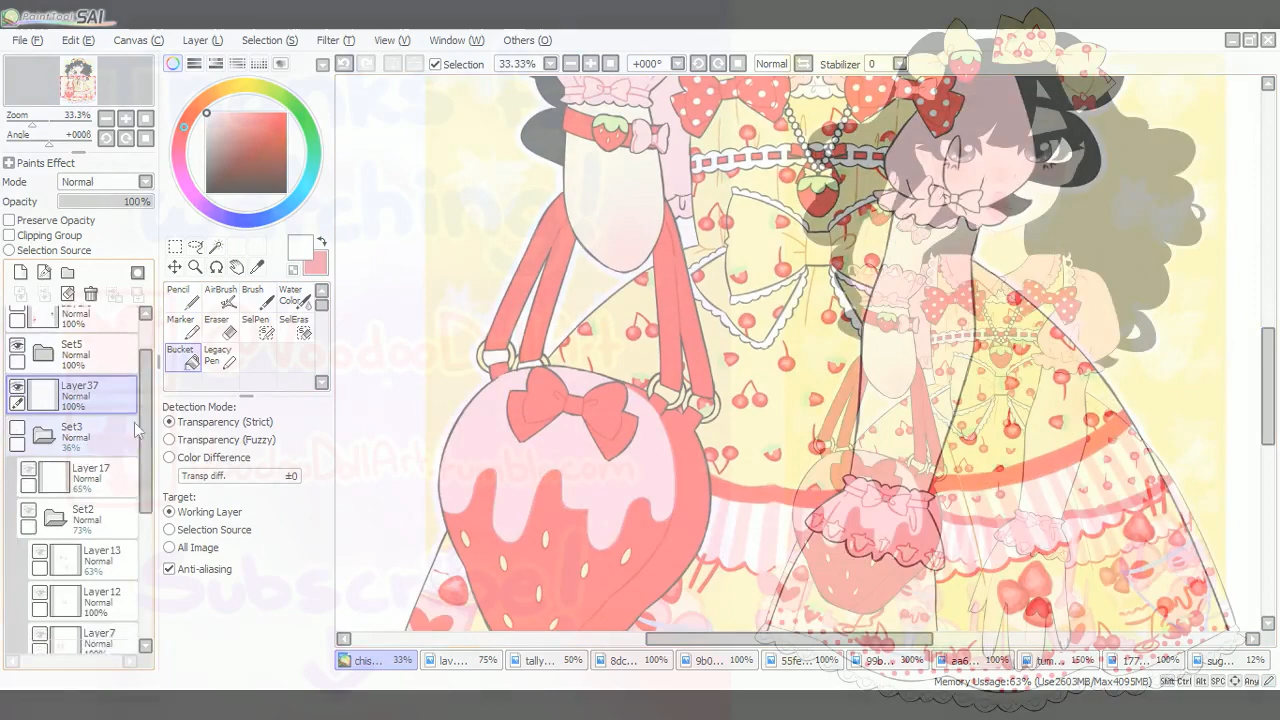 PaintTool SAI
File (F) Edit (E) Canvas (C) Layer (L) Selection (S) Filter (T) View (V) Window (W) Others (O)
Selection 33.33% +000° Normal Stabilizer 0
Zoom 33.3%
Angle +000θ
Paints Effect
Mode Normal
Opacity 100%
Preserve Opacity
Clipping Group
Selection Source
Normal
100%
Set5
Normal
100%
Layer37
Normal
100%
Set3
Normal
36%
Layer17
Normal
65%
Set2
Normal
73%
Layer13
Normal
63%
Layer12
Normal
100%
Layer7
Normal
Pencil AirBrush Brush Water Color
Marker Eraser SelPen SelEras
Bucket Legacy Pen
Detection Mode:
Transparency (Strict)
Transparency (Fuzzy)
Color Difference
Transp diff. ±0
Target:
Working Layer
Selection Source
All Image
Anti-aliasing
watching!
VoodooDollArt
Subscribe!
chis... 33% lav... 75% tally... 50% 8dc... 100% 9b0... 100% 55fe... 100% 99b... 300% aa6... 100% tum... 150% 177... 100% sug... 12%
Memory Usage:63% (Use2603MB/Max4095MB) Shift Ctrl Alt SPC Any